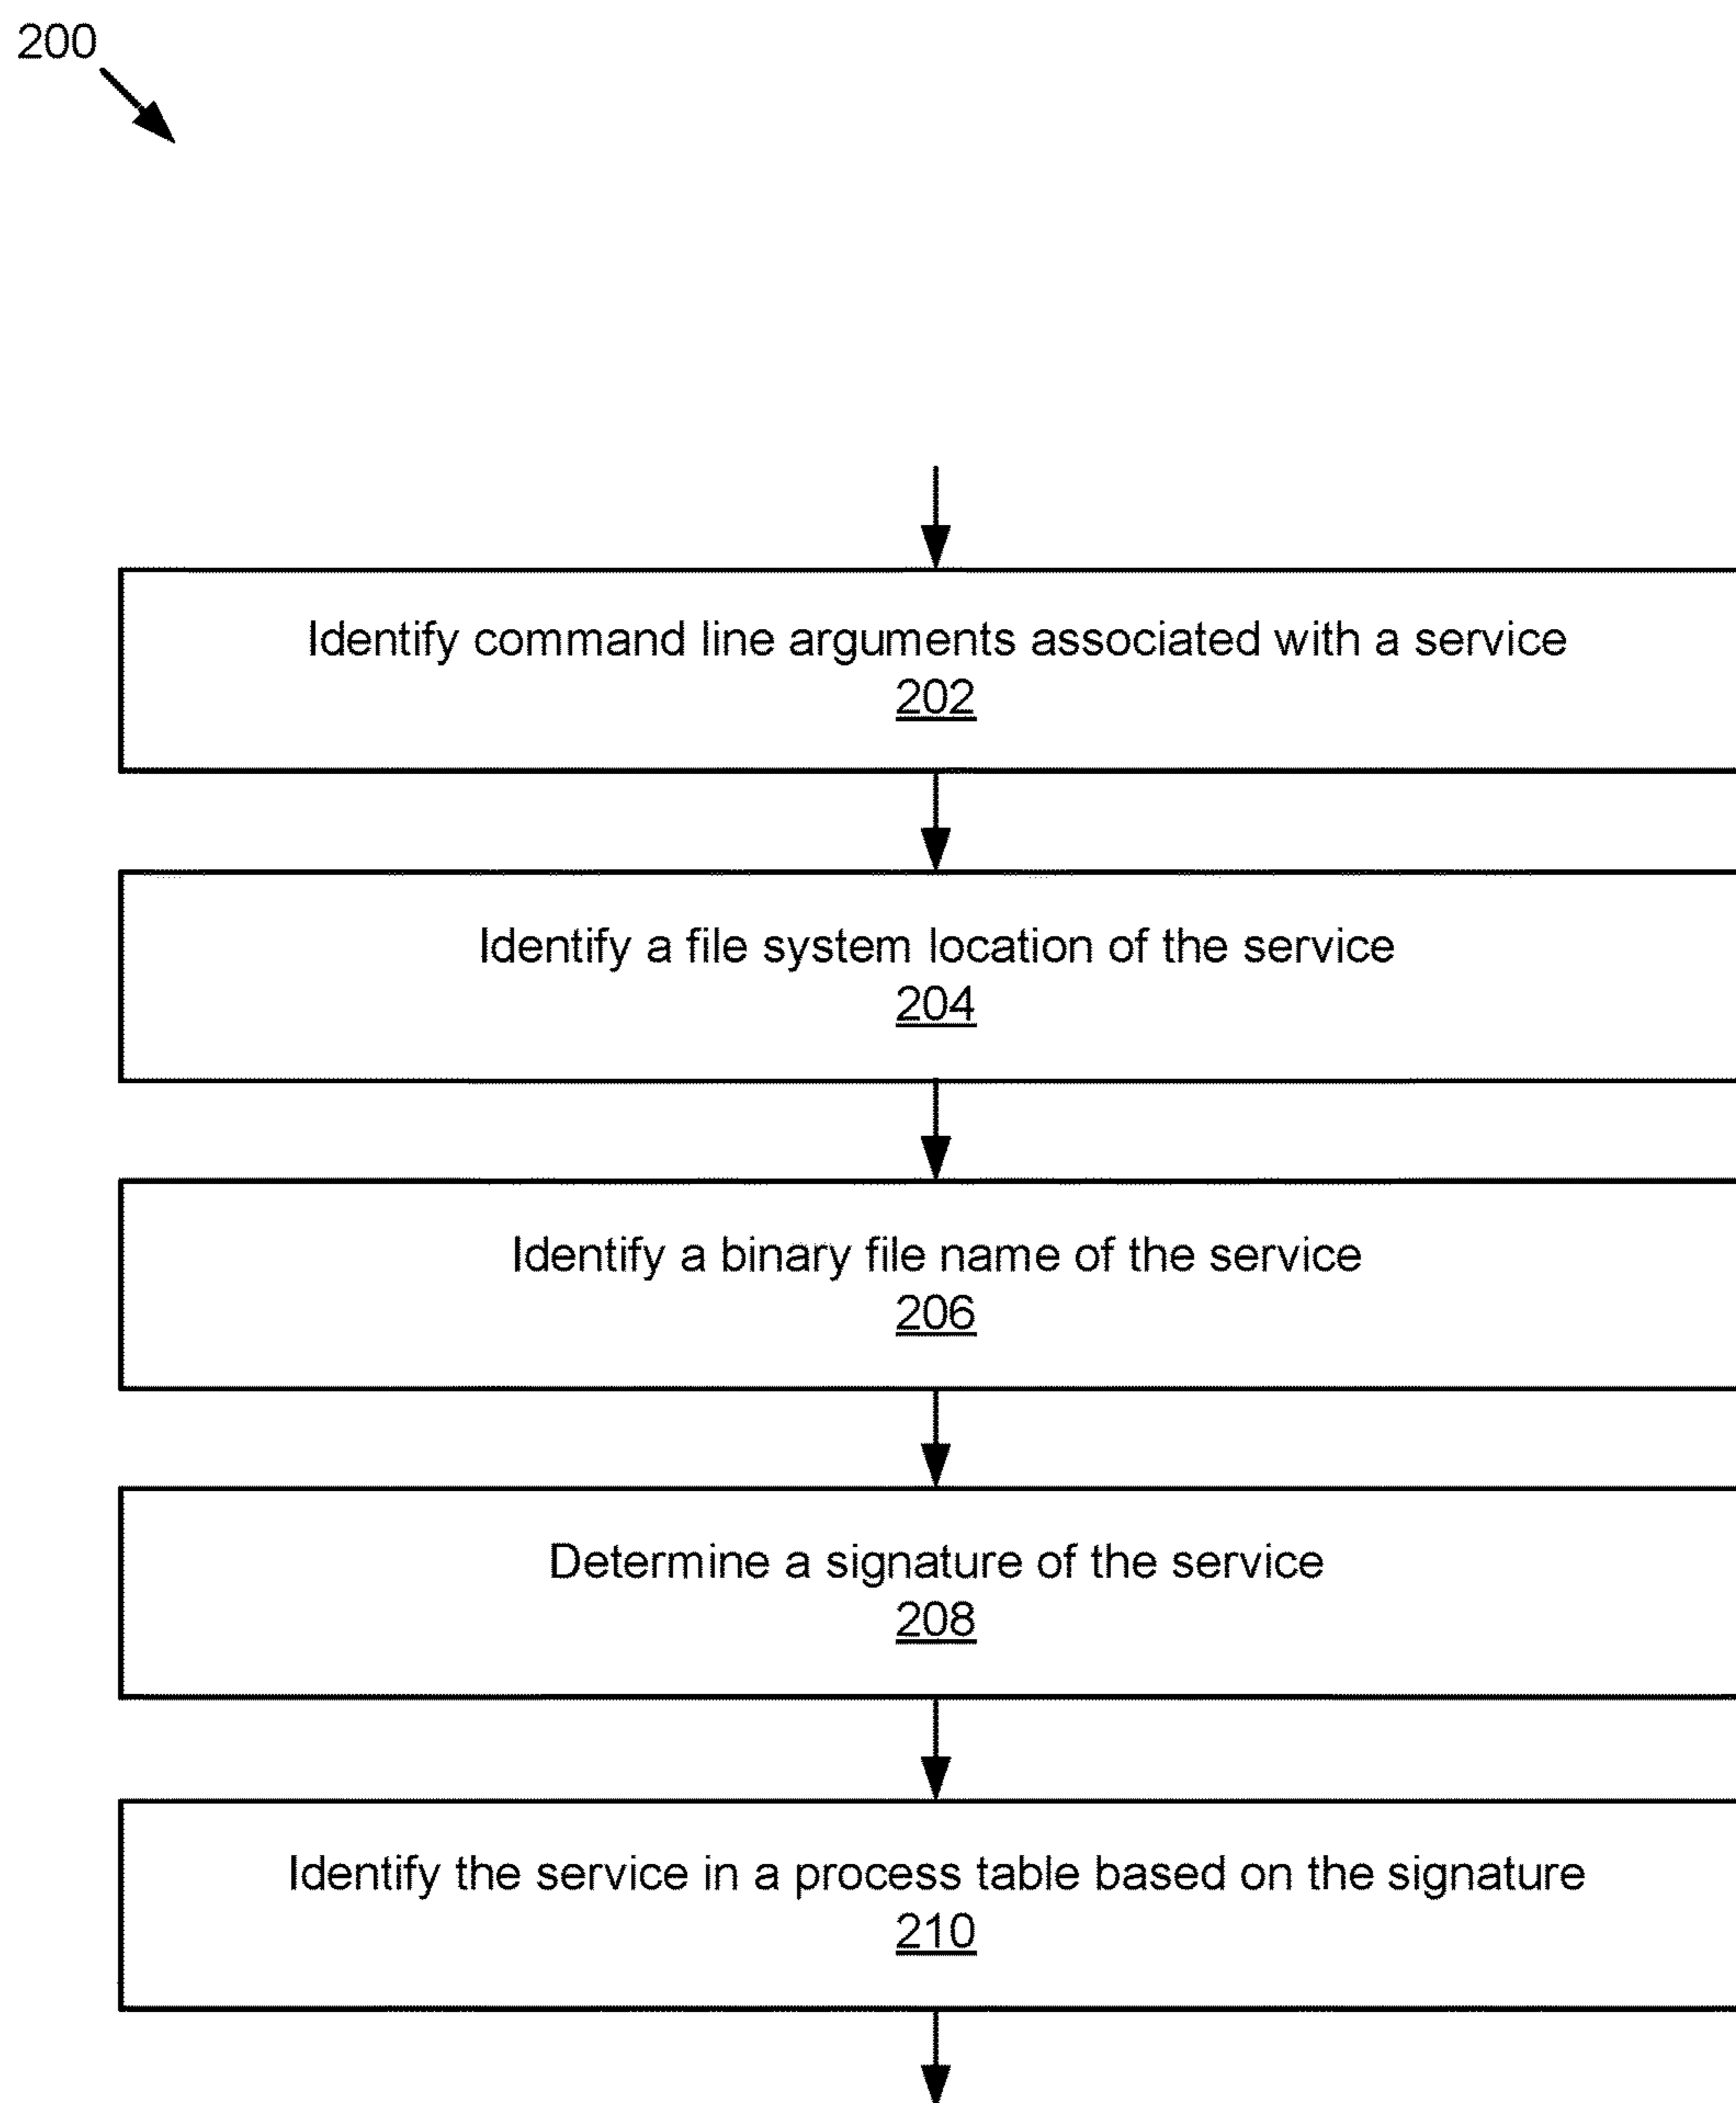 200
Identify command line arguments associated with a service
202
Identify a file system location of the service
204
Identify a binary file name of the service
206
Determine a signature of the service
208
Identify the service in a process table based on the signature
210